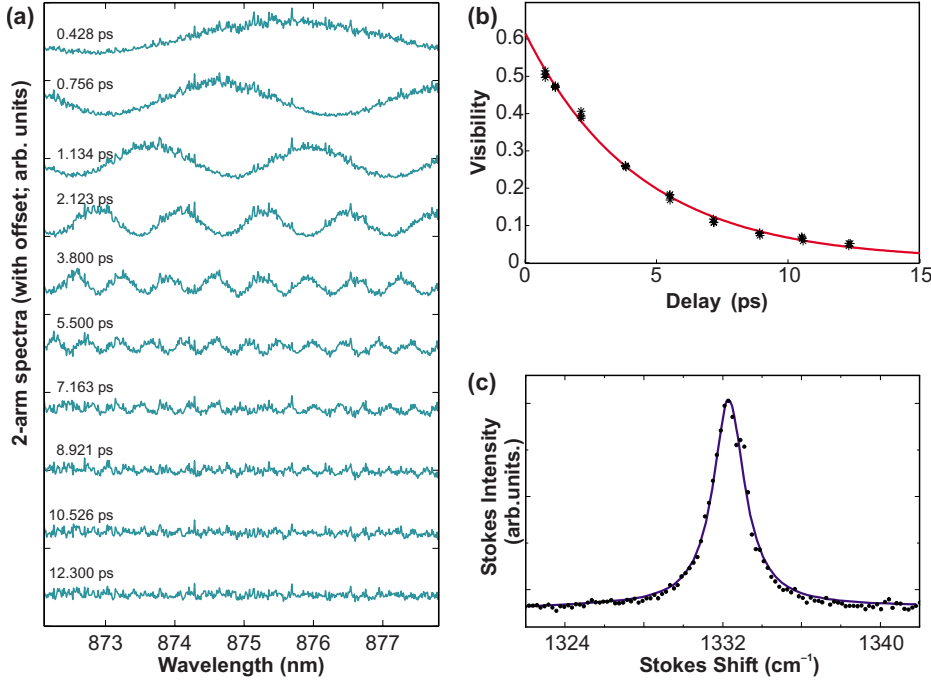 (a)
2-arm spectra (with offset; arb. units)
0.428 ps
0.756 ps
1.134 ps
2.123 ps
3.800 ps
5.500 ps
7.163 ps
8.921 ps
10.526 ps
12.300 ps
873 874 875 876 877
Wavelength (nm)
(b)
Visibility
0.6
0.5
0.4
0.3
0.2
0.1
0
0 5 10 15
Delay (ps)
(c)
Stokes Intensity
(arb.units,)
1324 1332 1340
Stokes Shift (cm⁻¹)